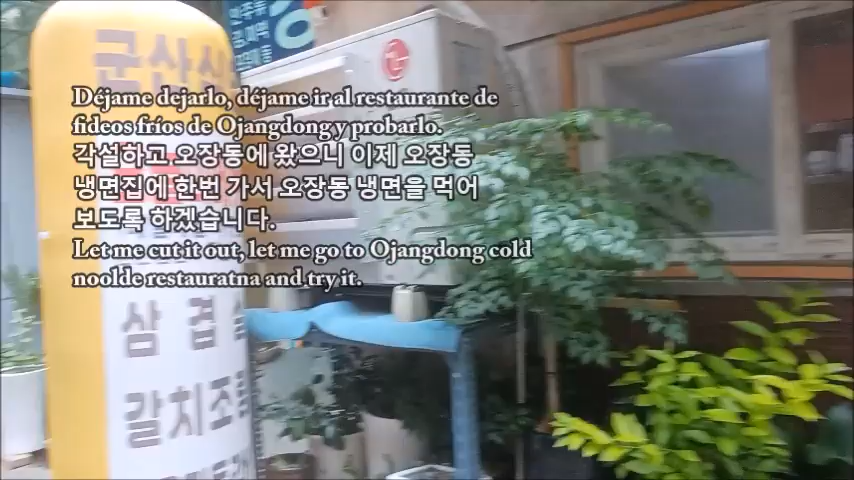 군산식
Déjame dejarlo, déjame ir al restaurante de
fideos fríos de Ojangdong y probarlo.
각설하고 오장동에 왔으니 이제 오장동
냉면집에 한번 가서 오장동 냉면을 먹어
보도록 하겠습니다.
Let me cut it out, let me go to Ojangdong cold
noolde restauratna and try it.
삼 겹 살
갈치조림